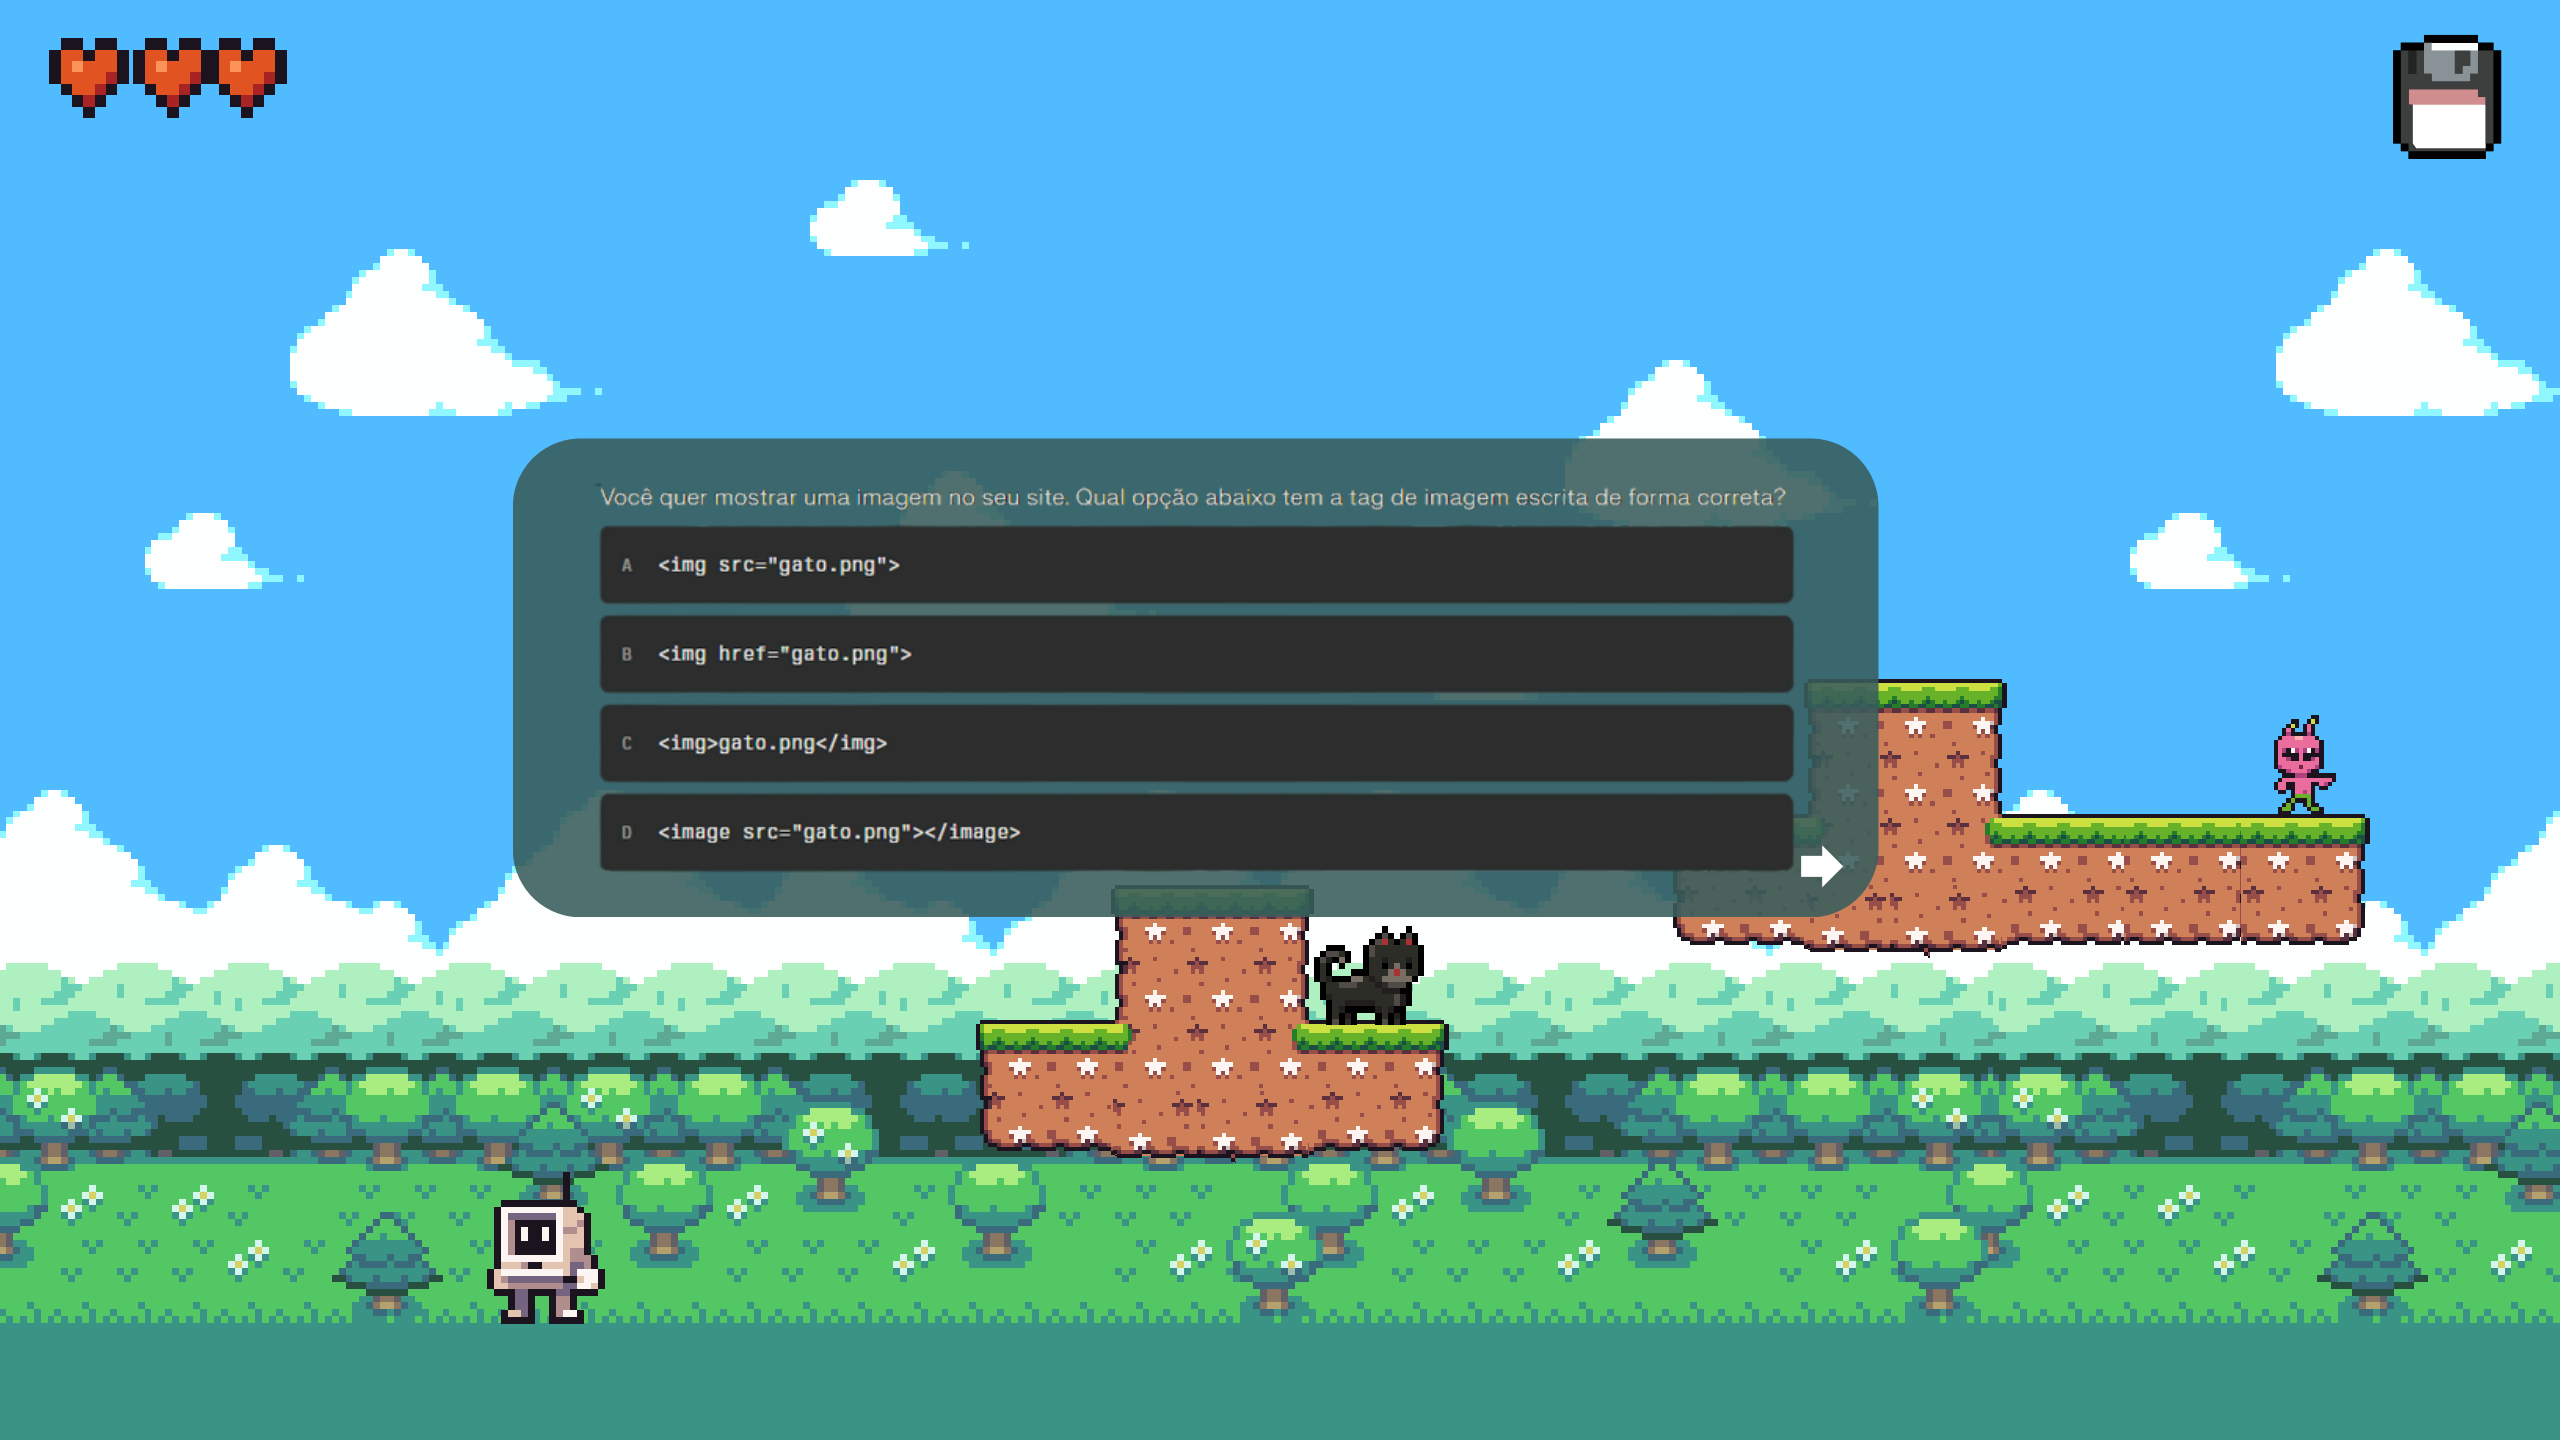 Você quer mostrar uma imagem no seu site. Qual opção abaixo tem a tag de imagem escrita de forma correta?
A <img src="gato.png">
B <img href="gato.png">
C <img>gato.png</img>
D <image src="gato.png"></image>